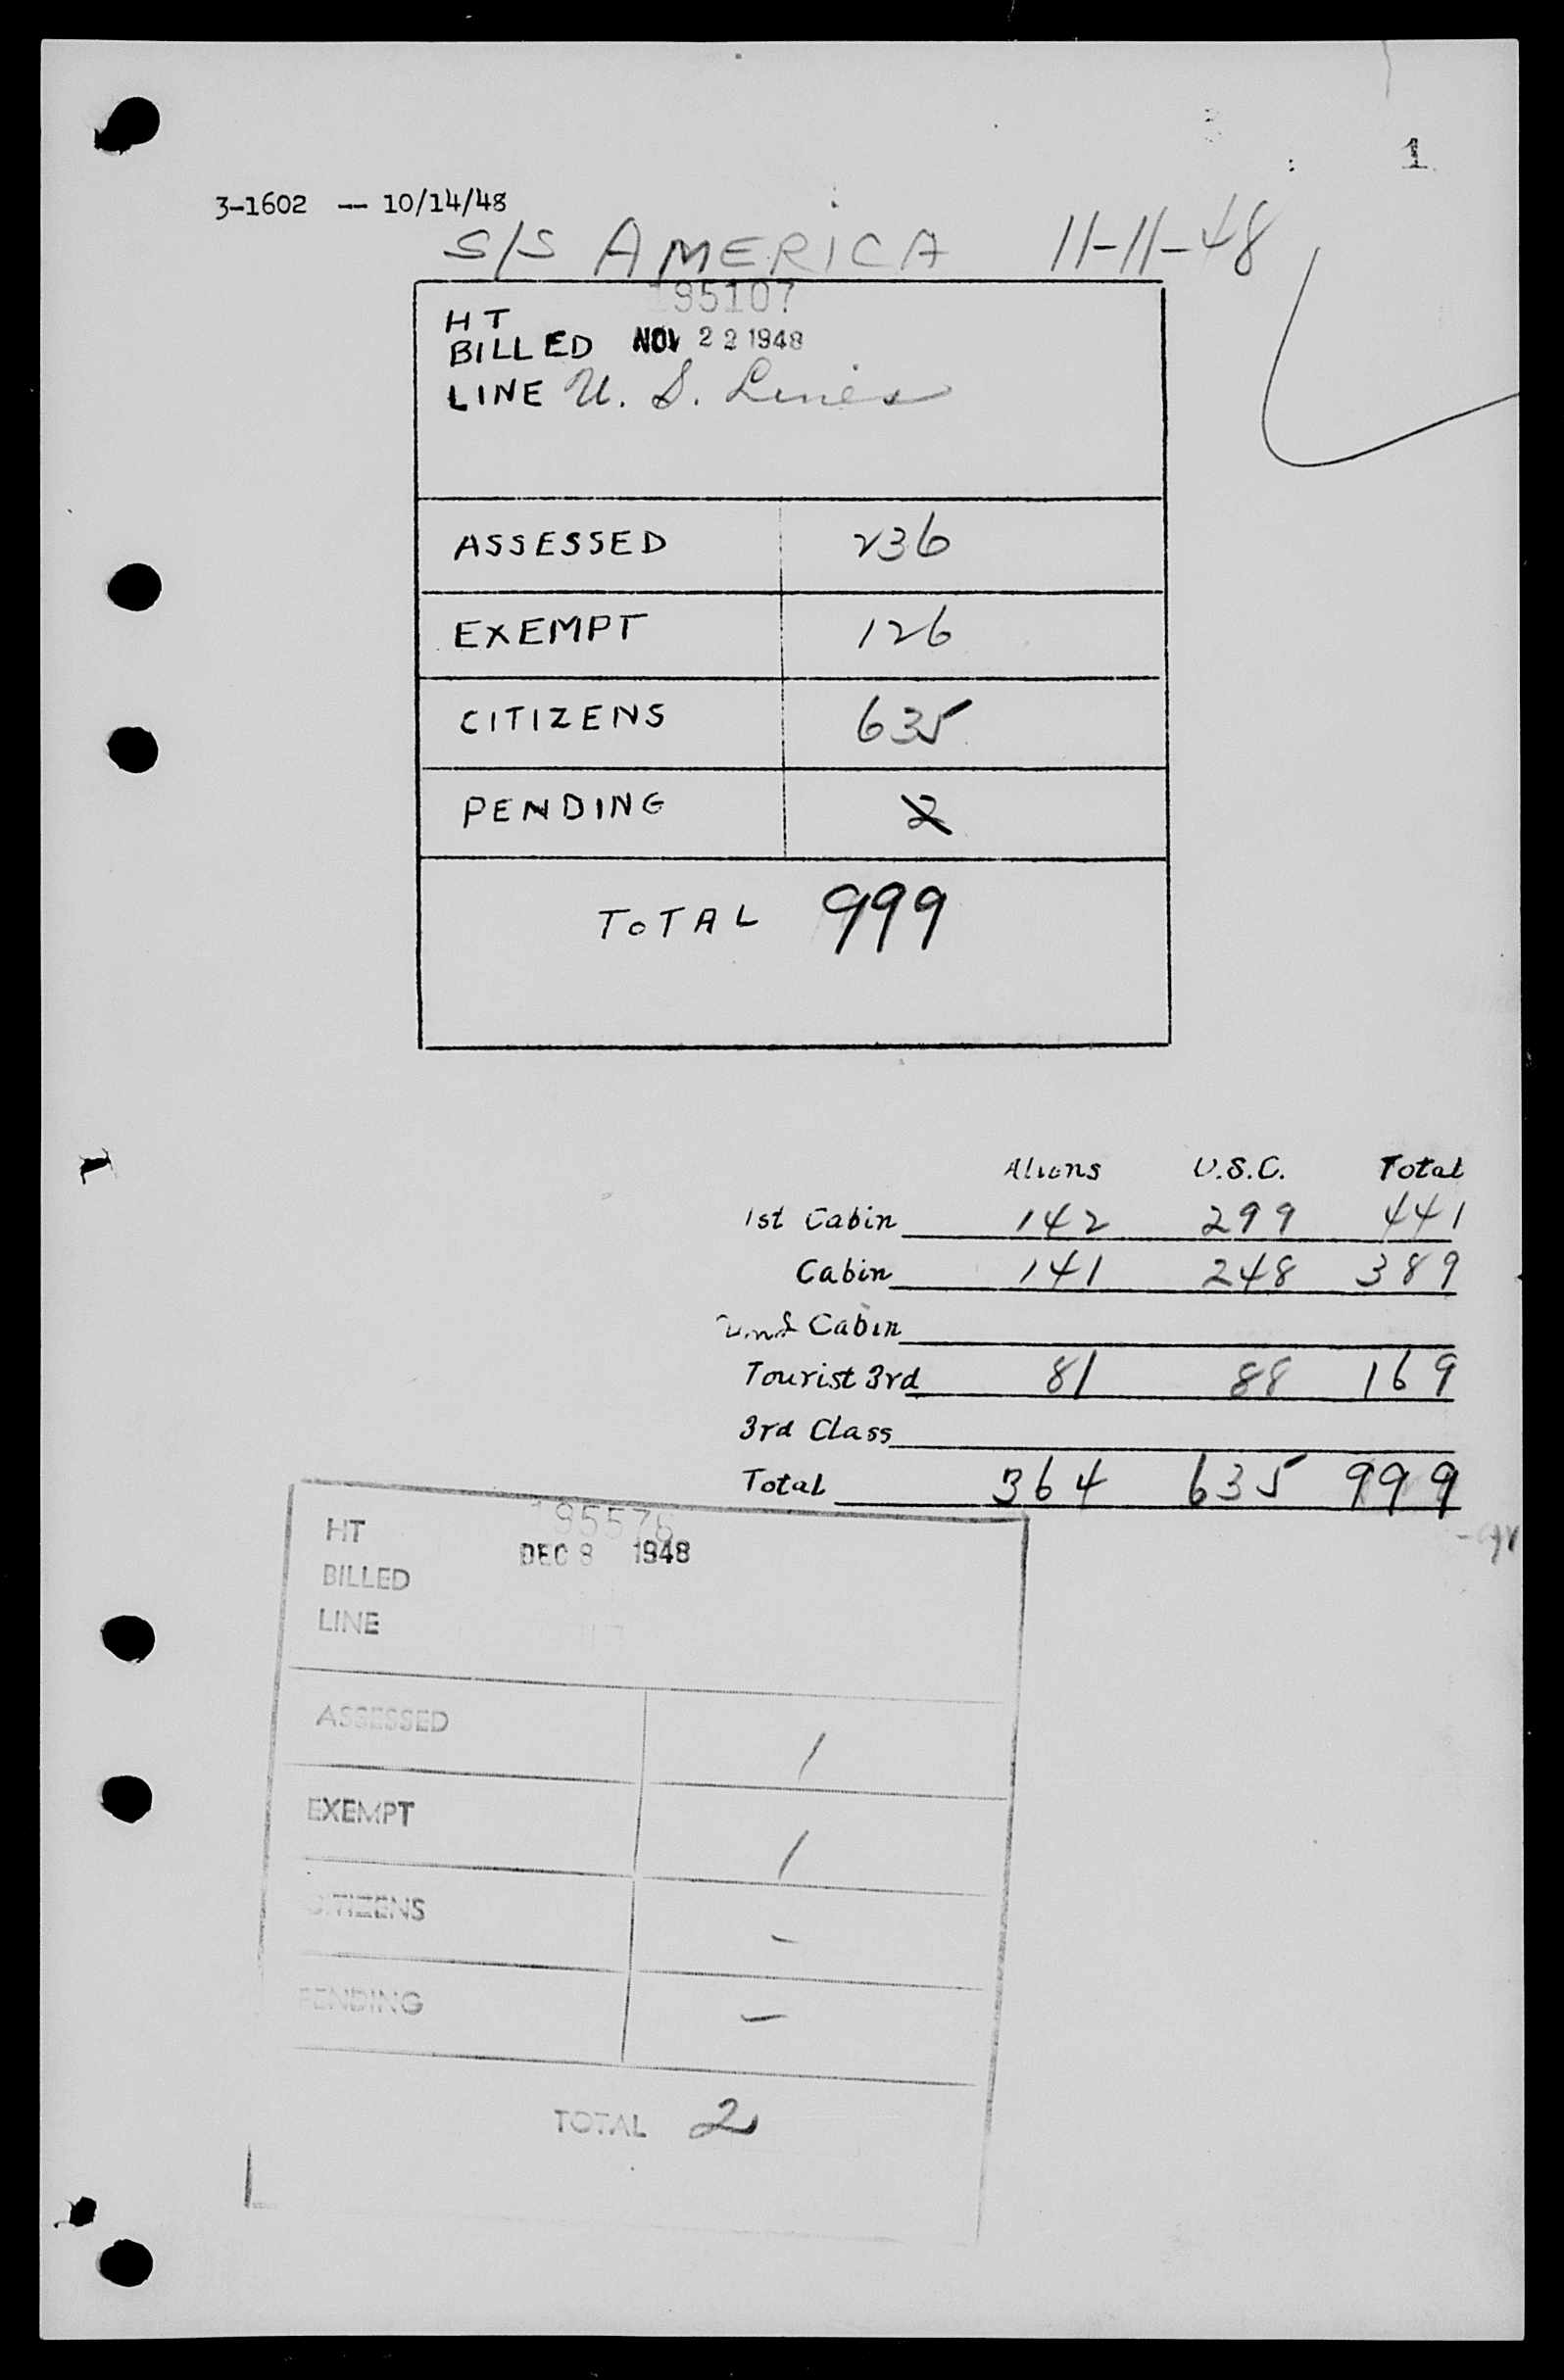 1
3-1602 -- 10/14/48
S/S AMERICA 11-11-48
195107
HT
BILLED NOV 22 1948
LINE U. S. Lines
ASSESSED 236
EXEMPT 126
CITIZENS 635
PENDING 2
TOTAL 999
Aliens U.S.C. Total
1st Cabin 142 299 441
Cabin 141 248 389
Cabin
Tourist 3rd 81 88 169
3rd Class
Total 364 635 999
195576
HT DEC 8 1948
BILLED
LINE
ASSESSED 1
EXEMPT 1
CITIZENS -
PENDING -
TOTAL 2